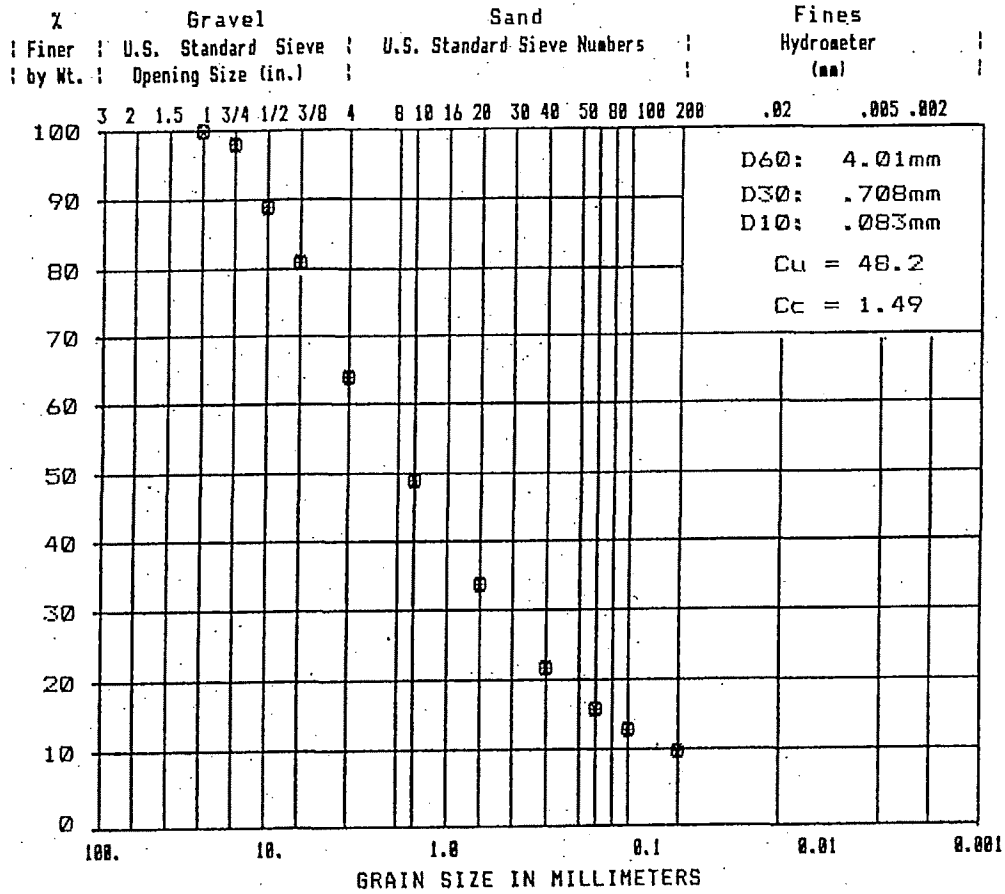 % Gravel Sand Fines
¦ Finer ¦ U.S. Standard Sieve ¦ U.S. Standard Sieve Numbers ¦ Hydrometer ¦
¦ by Wt. ¦ Opening Size (in.) ¦ ¦ (mm) ¦
3 2 1.5 1 3/4 1/2 3/8 4 8 10 16 20 30 40 50 60 80 100 200 .02 .005 .002
100
90
80
70
60
50
40
30
20
10
0
D60: 4.01mm
D30: .708mm
D10: .083mm
Cu = 48.2
Cc = 1.49
100. 10. 1.0 0.1 0.01 0.001
GRAIN SIZE IN MILLIMETERS